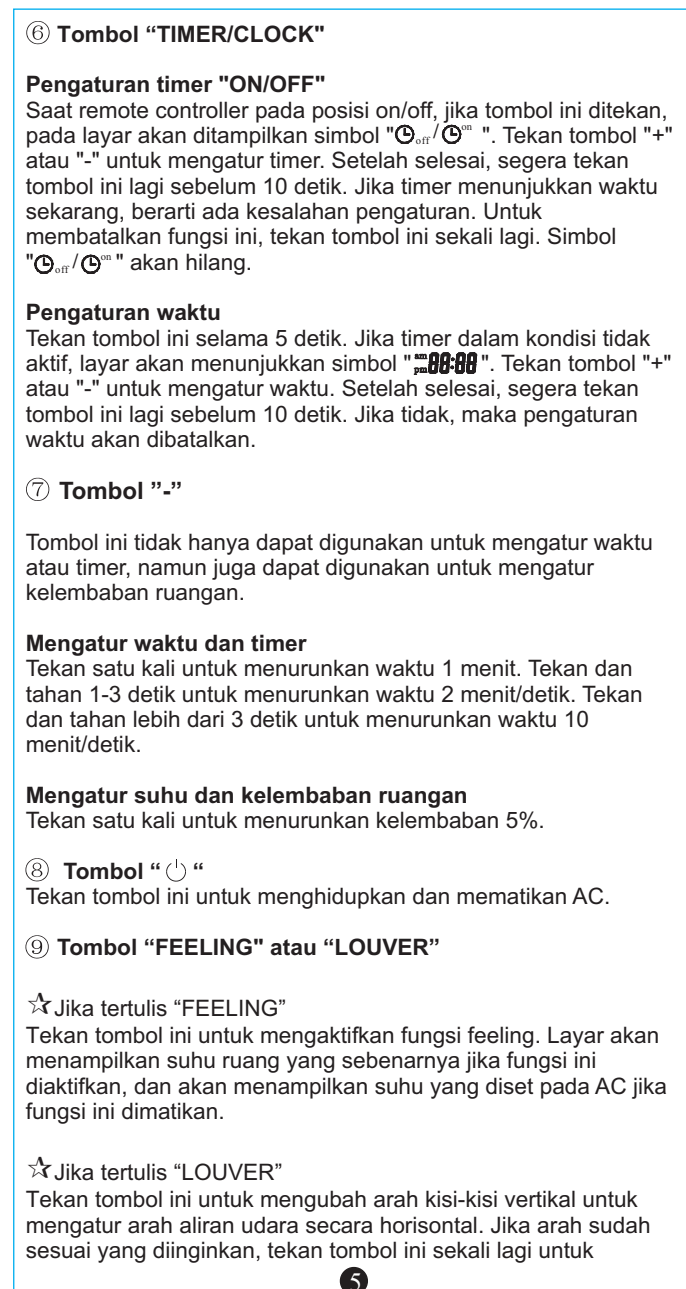 ⑥ Tombol “TIMER/CLOCK"
Pengaturan timer "ON/OFF"
Saat remote controller pada posisi on/off, jika tombol ini ditekan,
pada layar akan ditampilkan simbol "off/on ". Tekan tombol "+"
atau "-" untuk mengatur timer. Setelah selesai, segera tekan
tombol ini lagi sebelum 10 detik. Jika timer menunjukkan waktu
sekarang, berarti ada kesalahan pengaturan. Untuk
membatalkan fungsi ini, tekan tombol ini sekali lagi. Simbol
"off/on " akan hilang.
Pengaturan waktu
Tekan tombol ini selama 5 detik. Jika timer dalam kondisi tidak
aktif, layar akan menunjukkan simbol "am pm 88:88 ". Tekan tombol "+"
atau "-" untuk mengatur waktu. Setelah selesai, segera tekan
tombol ini lagi sebelum 10 detik. Jika tidak, maka pengaturan
waktu akan dibatalkan.
⑦ Tombol ”-”
Tombol ini tidak hanya dapat digunakan untuk mengatur waktu
atau timer, namun juga dapat digunakan untuk mengatur
kelembaban ruangan.
Mengatur waktu dan timer
Tekan satu kali untuk menurunkan waktu 1 menit. Tekan dan
tahan 1-3 detik untuk menurunkan waktu 2 menit/detik. Tekan
dan tahan lebih dari 3 detik untuk menurunkan waktu 10
menit/detik.
Mengatur suhu dan kelembaban ruangan
Tekan satu kali untuk menurunkan kelembaban 5%.
⑧ Tombol “ ⏻ “
Tekan tombol ini untuk menghidupkan dan mematikan AC.
⑨ Tombol “FEELING" atau “LOUVER”
☆Jika tertulis “FEELING”
Tekan tombol ini untuk mengaktifkan fungsi feeling. Layar akan
menampilkan suhu ruang yang sebenarnya jika fungsi ini
diaktifkan, dan akan menampilkan suhu yang diset pada AC jika
fungsi ini dimatikan.
☆Jika tertulis “LOUVER”
Tekan tombol ini untuk mengubah arah kisi-kisi vertikal untuk
mengatur arah aliran udara secara horisontal. Jika arah sudah
sesuai yang diinginkan, tekan tombol ini sekali lagi untuk
5